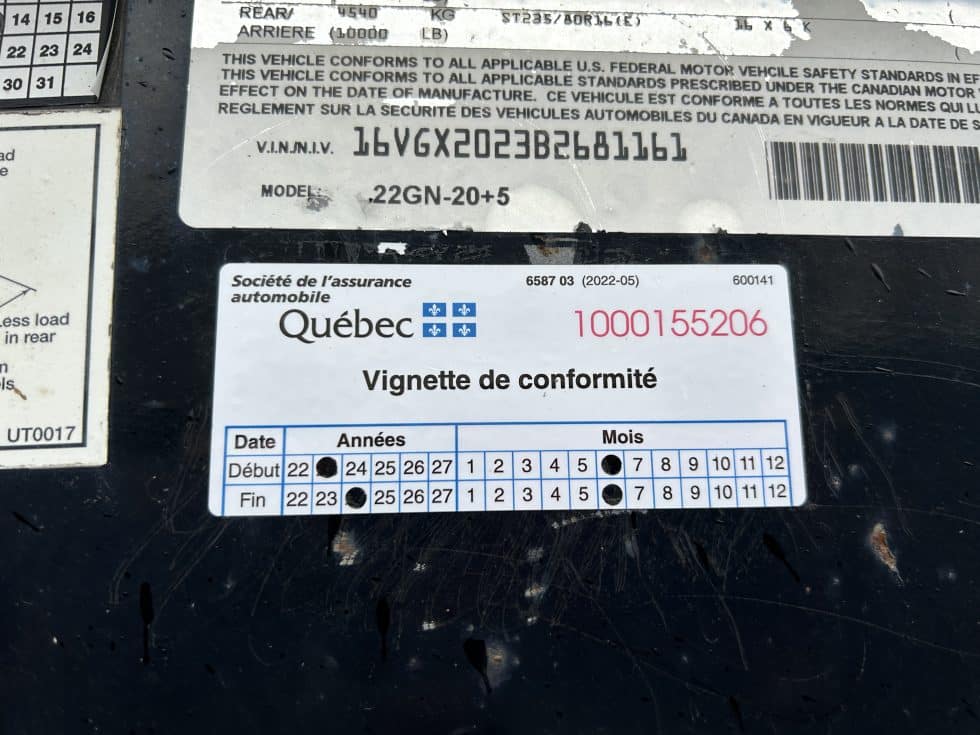 14 15 16
22 23 24
30 31
REAR/ 4540 KG ST235/80R16(E) 16 X 6 K
ARRIERE (10000 LB)
THIS VEHICLE CONFORMS TO ALL APPLICABLE U.S. FEDERAL MOTOR VEHCILE SAFETY STANDARDS IN
THIS VEHICLE CONFORMS TO ALL APPLICABLE STANDARDS PRESCRIBED UNDER THE CANADIAN MOTOR
EFFECT ON THE DATE OF MANUFACTURE. CE VEHICULE EST CONFORME A TOUTES LES NORMES QUI
REGLEMENT SUR LA SECURITE DES VEHICULES AUTOMOBILES DU CANADA EN VIGUEUR A LA DATE DE
V.I.N./N.I.V. 16VGX2023B2681161
MODEL: 22GN-20+5
Less load
in rear
UT0017
Société de l'assurance
automobile
Québec
6587 03 (2022-05) 600141
1000155206
Vignette de conformité
Date Années Mois
Début 22 24 25 26 27 1 2 3 4 5 7 8 9 10 11 12
Fin 22 23 25 26 27 1 2 3 4 5 7 8 9 10 11 12